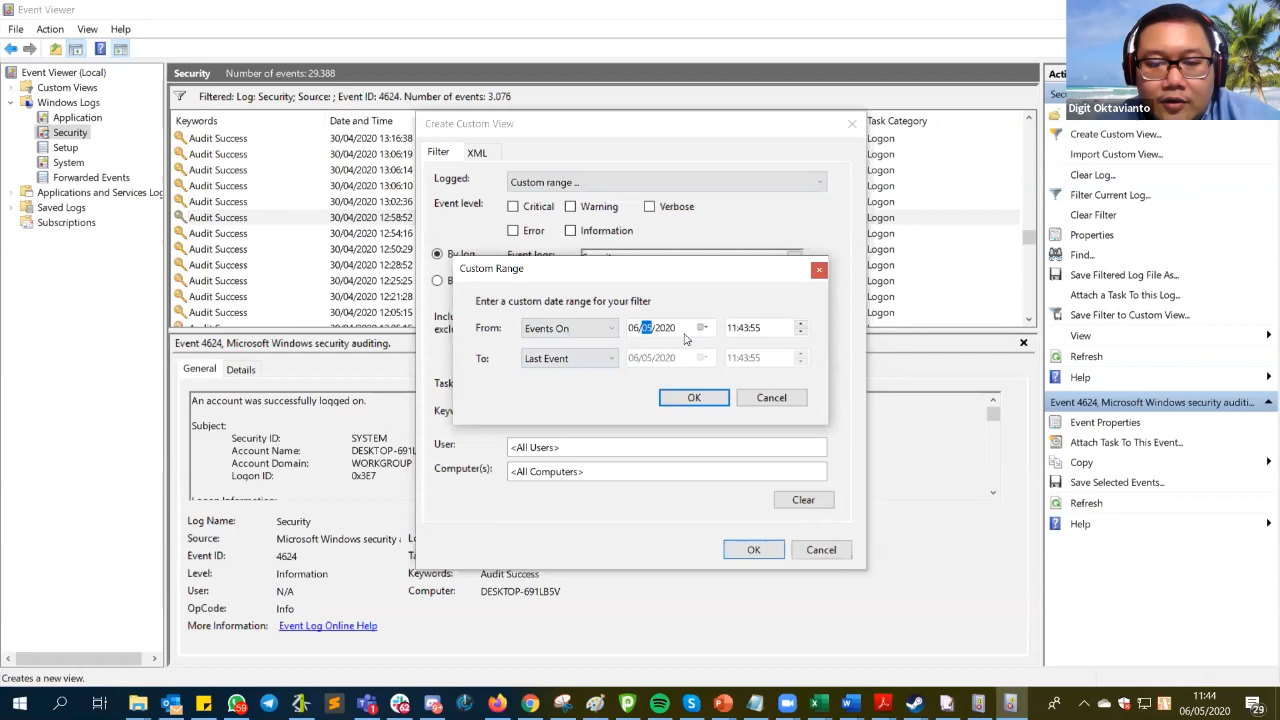 Event Viewer
File Action View Help
Event Viewer (Local)
Custom Views
Windows Logs
Application
Security
Setup
System
Forwarded Events
Applications and Services Log
Saved Logs
Subscriptions
Security Number of events: 29.388
Filtered: Log: Security; Source: ; Event ID: 4624. Number of events: 3.076
Keywords Date and Time Task Category
Audit Success 30/04/2020 13:16:38 Logon
Audit Success 30/04/2020 13:06:19 Logon
Audit Success 30/04/2020 13:06:14 Logon
Audit Success 30/04/2020 13:06:13 Logon
Audit Success 30/04/2020 13:02:39 Logon
Audit Success 30/04/2020 12:58:52 Logon
Audit Success 30/04/2020 12:54:16 Logon
Audit Success 30/04/2020 12:50:29 Logon
Audit Success 30/04/2020 12:28:52 Logon
Audit Success 30/04/2020 12:25:25 Logon
Audit Success 30/04/2020 12:21:28 Logon
Audit Success 30/04/2020 12:18:45 Logon
Event 4624, Microsoft Windows security auditing.
General Details
An account was successfully logged on.
Subject:
Security ID: SYSTEM
Account Name: DESKTOP-691L
Account Domain: WORKGROUP
Logon ID: 0x3E7
Log Name: Security
Source: Microsoft Windows security
Event ID: 4624
Level: Information
Keywords: Audit Success
User: N/A
Computer: DESKTOP-691LB5V
OpCode: Info
More Information: Event Log Online Help
Create Custom View
Filter XML
Logged: Custom range ..
Event level: Critical Warning Verbose
Error Information
By log Event logs:
User: <All Users>
Computer(s): <All Computers>
Clear
OK Cancel
Custom Range
Enter a custom date range for your filter
From: Events On 06/05/2020 11:43:55
To: Last Event 06/05/2020 11:43:55
OK Cancel
Digit Oktavianto
Create Custom View...
Import Custom View...
Clear Log...
Filter Current Log...
Clear Filter
Properties
Find...
Save Filtered Log File As...
Attach a Task To this Log...
Save Filter to Custom View...
View
Refresh
Help
Event 4624, Microsoft Windows security auditi...
Event Properties
Attach Task To This Event...
Copy
Save Selected Events...
Refresh
Help
Creates a new view.
59
11:44
06/05/2020
29